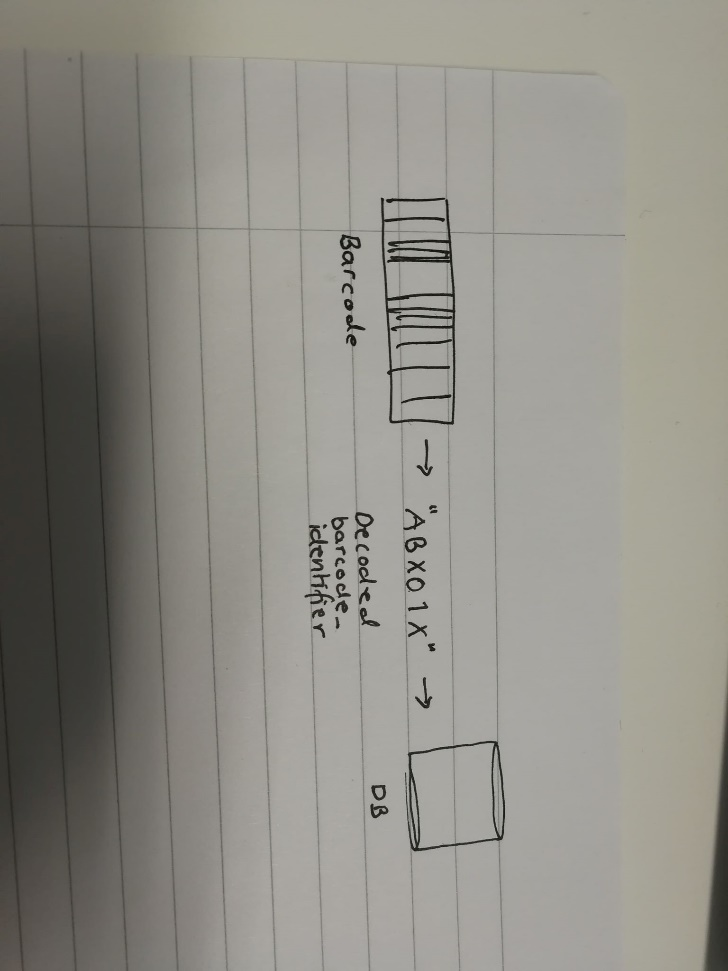 → "ABX01X" →
Barcode
Decoded
barcode-
identifier
DB